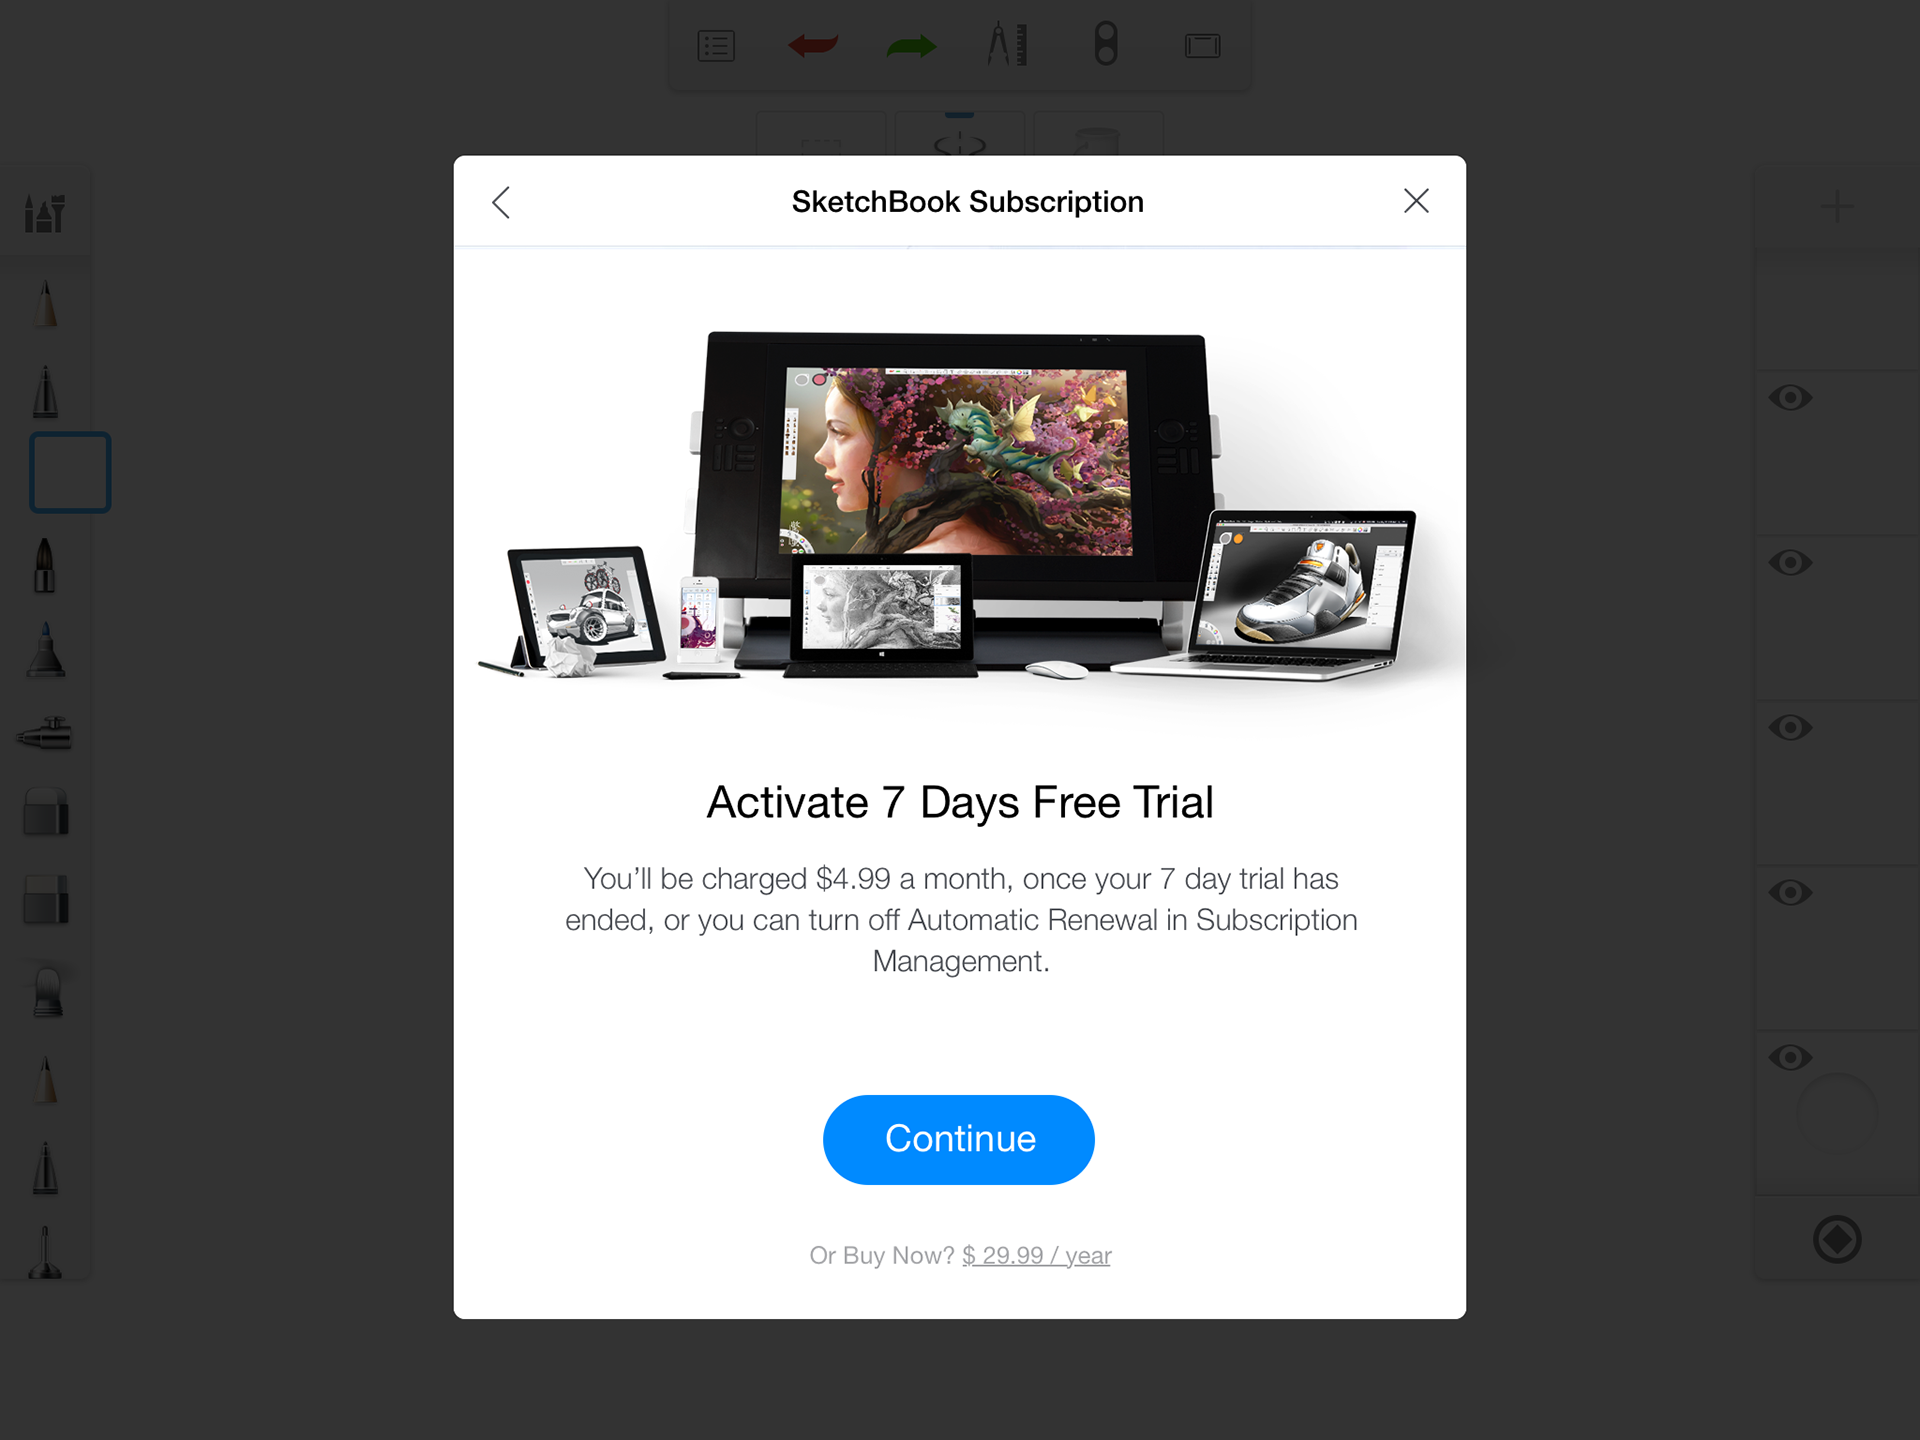 SketchBook Subscription
Activate 7 Days Free Trial
You’ll be charged $4.99 a month, once your 7 day trial has
ended, or you can turn off Automatic Renewal in Subscription
Management.
Continue
Or Buy Now? $ 29.99 / year